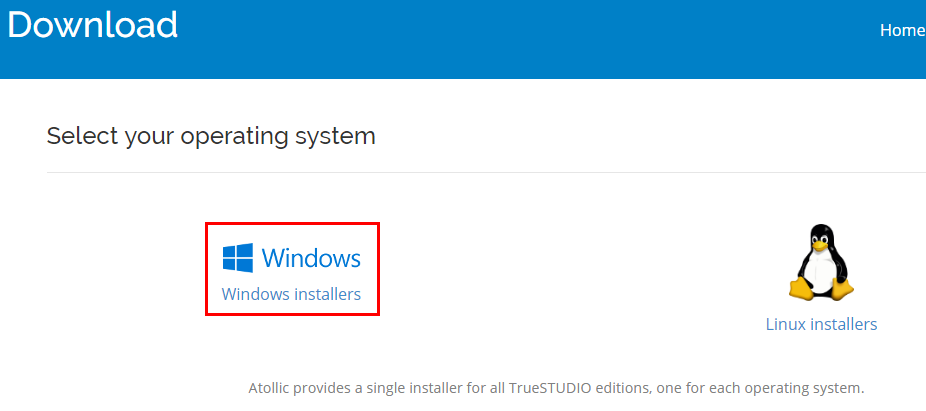 Download
Home
Select your operating system
Windows
Windows installers
Linux installers
Atollic provides a single installer for all TrueSTUDIO editions, one for each operating system.